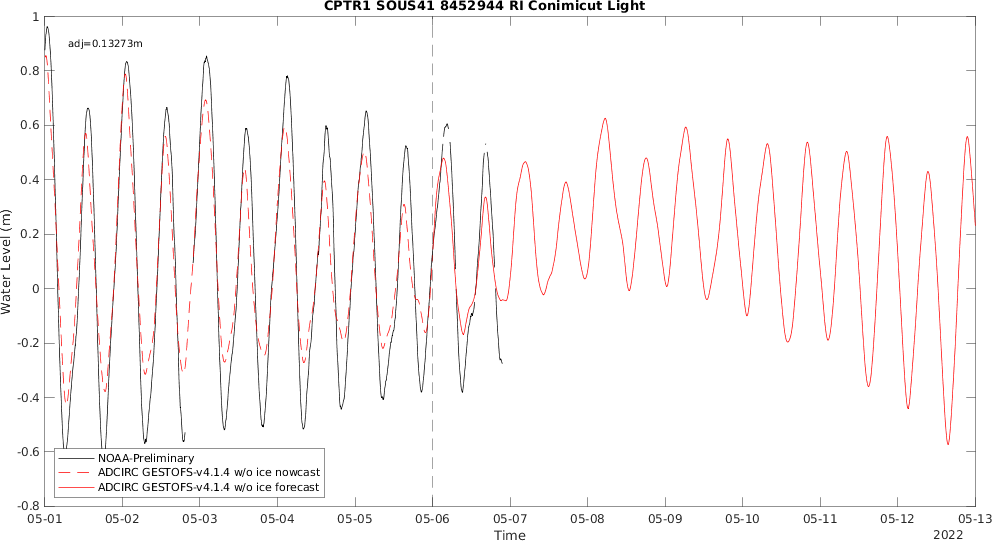 CPTR1 SOUS41 8452944 RI Conimicut Light
adj=0.13273m
1
0.8
0.6
0.4
0.2
0
-0.2
-0.4
-0.6
-0.8
Water Level (m)
NOAA-Preliminary
ADCIRC GESTOFS-v4.1.4 w/o ice nowcast
ADCIRC GESTOFS-v4.1.4 w/o ice forecast
05-01 05-02 05-03 05-04 05-05 05-06 05-07 05-08 05-09 05-10 05-11 05-12 05-13
Time
2022